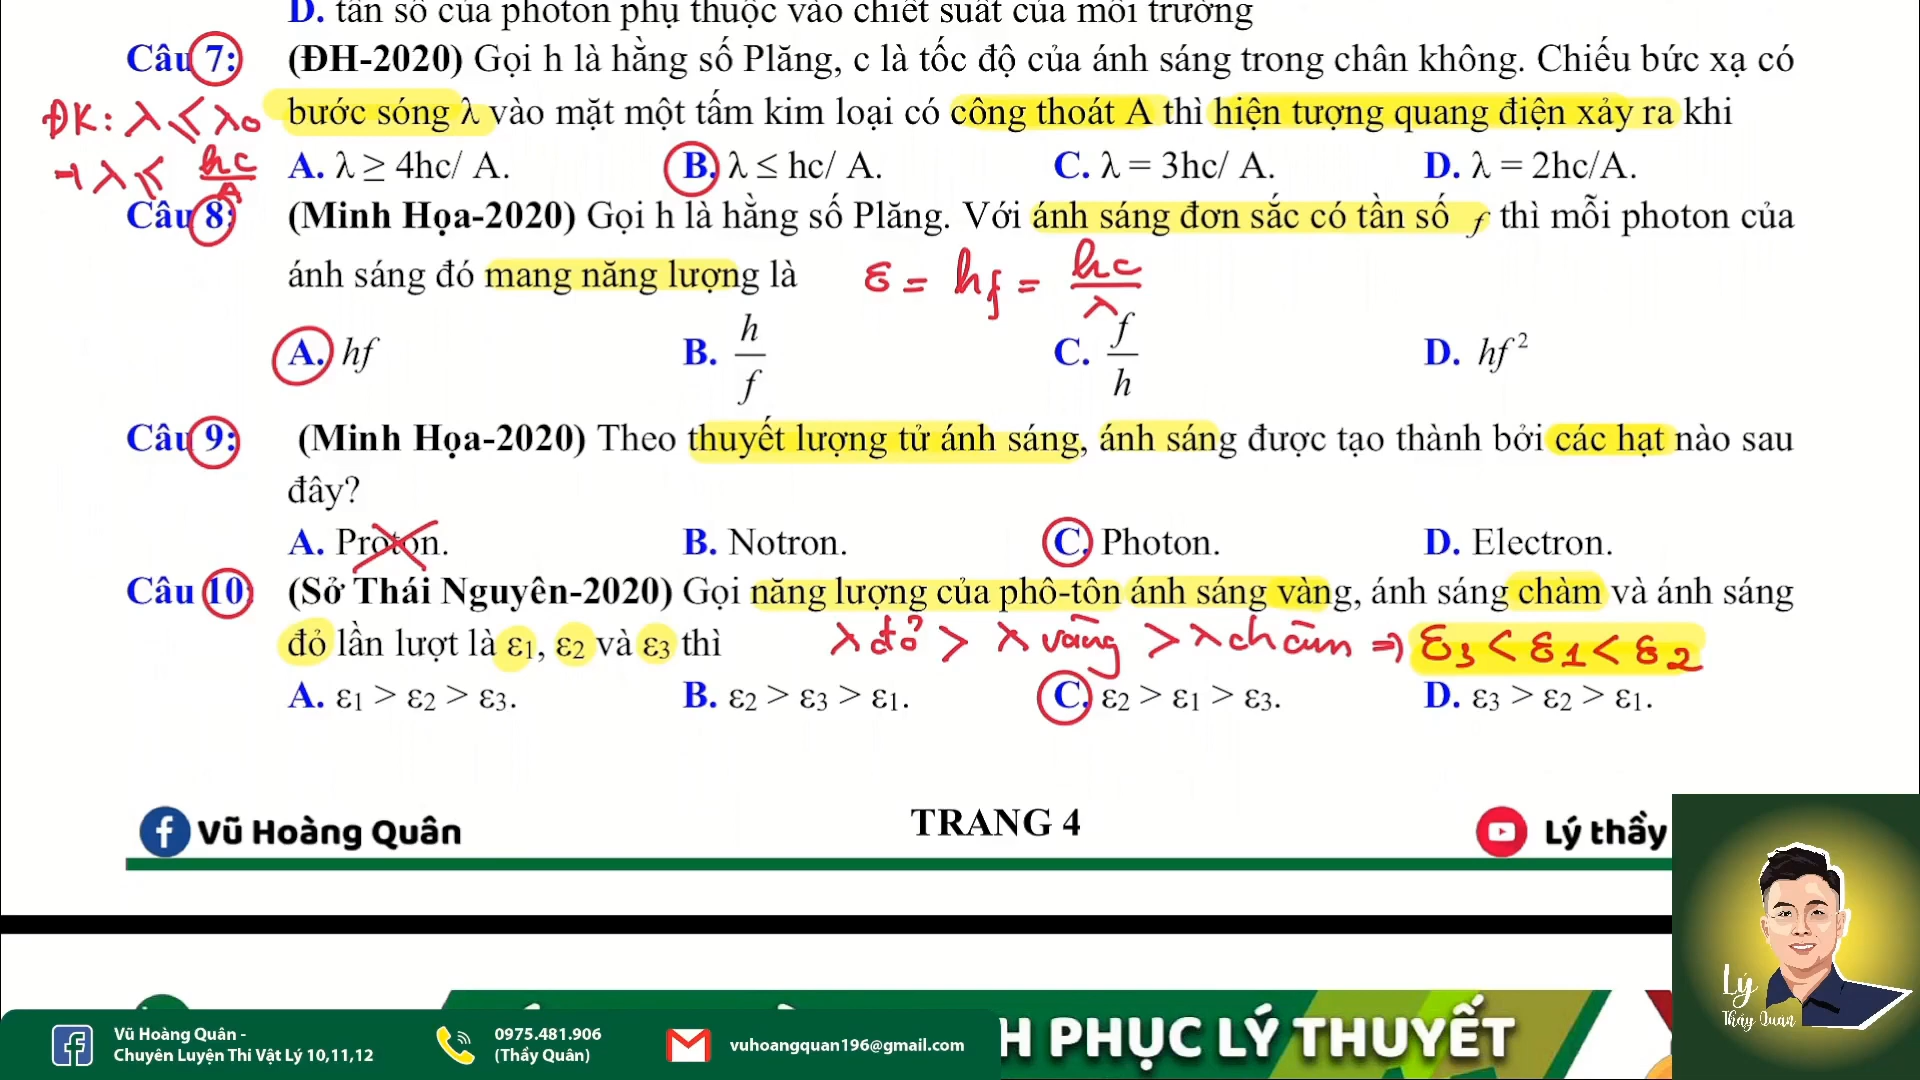 D. tần số của photon phụ thuộc vào chiết suất của môi trường
Câu 7: (ĐH-2020) Gọi h là hằng số Plăng, c là tốc độ của ánh sáng trong chân không. Chiếu bức xạ có
ĐK: λ ≤ λ0 bước sóng λ vào mặt một tấm kim loại có công thoát A thì hiện tượng quang điện xảy ra khi
→ λ ≤ hc/A A. λ ≥ 4hc/ A. B. λ ≤ hc/ A. C. λ = 3hc/ A. D. λ = 2hc/A.
Câu 8: (Minh Họa-2020) Gọi h là hằng số Plăng. Với ánh sáng đơn sắc có tần số f thì mỗi photon của
ánh sáng đó mang năng lượng là ε = hf = hc/λ
A. hf B. h/f C. f/h D. hf²
Câu 9: (Minh Họa-2020) Theo thuyết lượng tử ánh sáng, ánh sáng được tạo thành bởi các hạt nào sau
đây?
A. Proton. B. Notron. C. Photon. D. Electron.
Câu 10: (Sở Thái Nguyên-2020) Gọi năng lượng của phô-tôn ánh sáng vàng, ánh sáng chàm và ánh sáng
đỏ lần lượt là ε1, ε2 và ε3 thì λ đỏ > λ vàng > λ chàm ⇒ ε3 < ε1 < ε2
A. ε1 > ε2 > ε3. B. ε2 > ε3 > ε1. C. ε2 > ε1 > ε3. D. ε3 > ε2 > ε1.
Vũ Hoàng Quân TRANG 4 Lý thầy
Lý
Thầy Quân
H PHỤC LÝ THUYẾT
Vũ Hoàng Quân -
Chuyên Luyện Thi Vật Lý 10,11,12
0975.481.906
(Thầy Quân)
vuhoangquan196@gmail.com